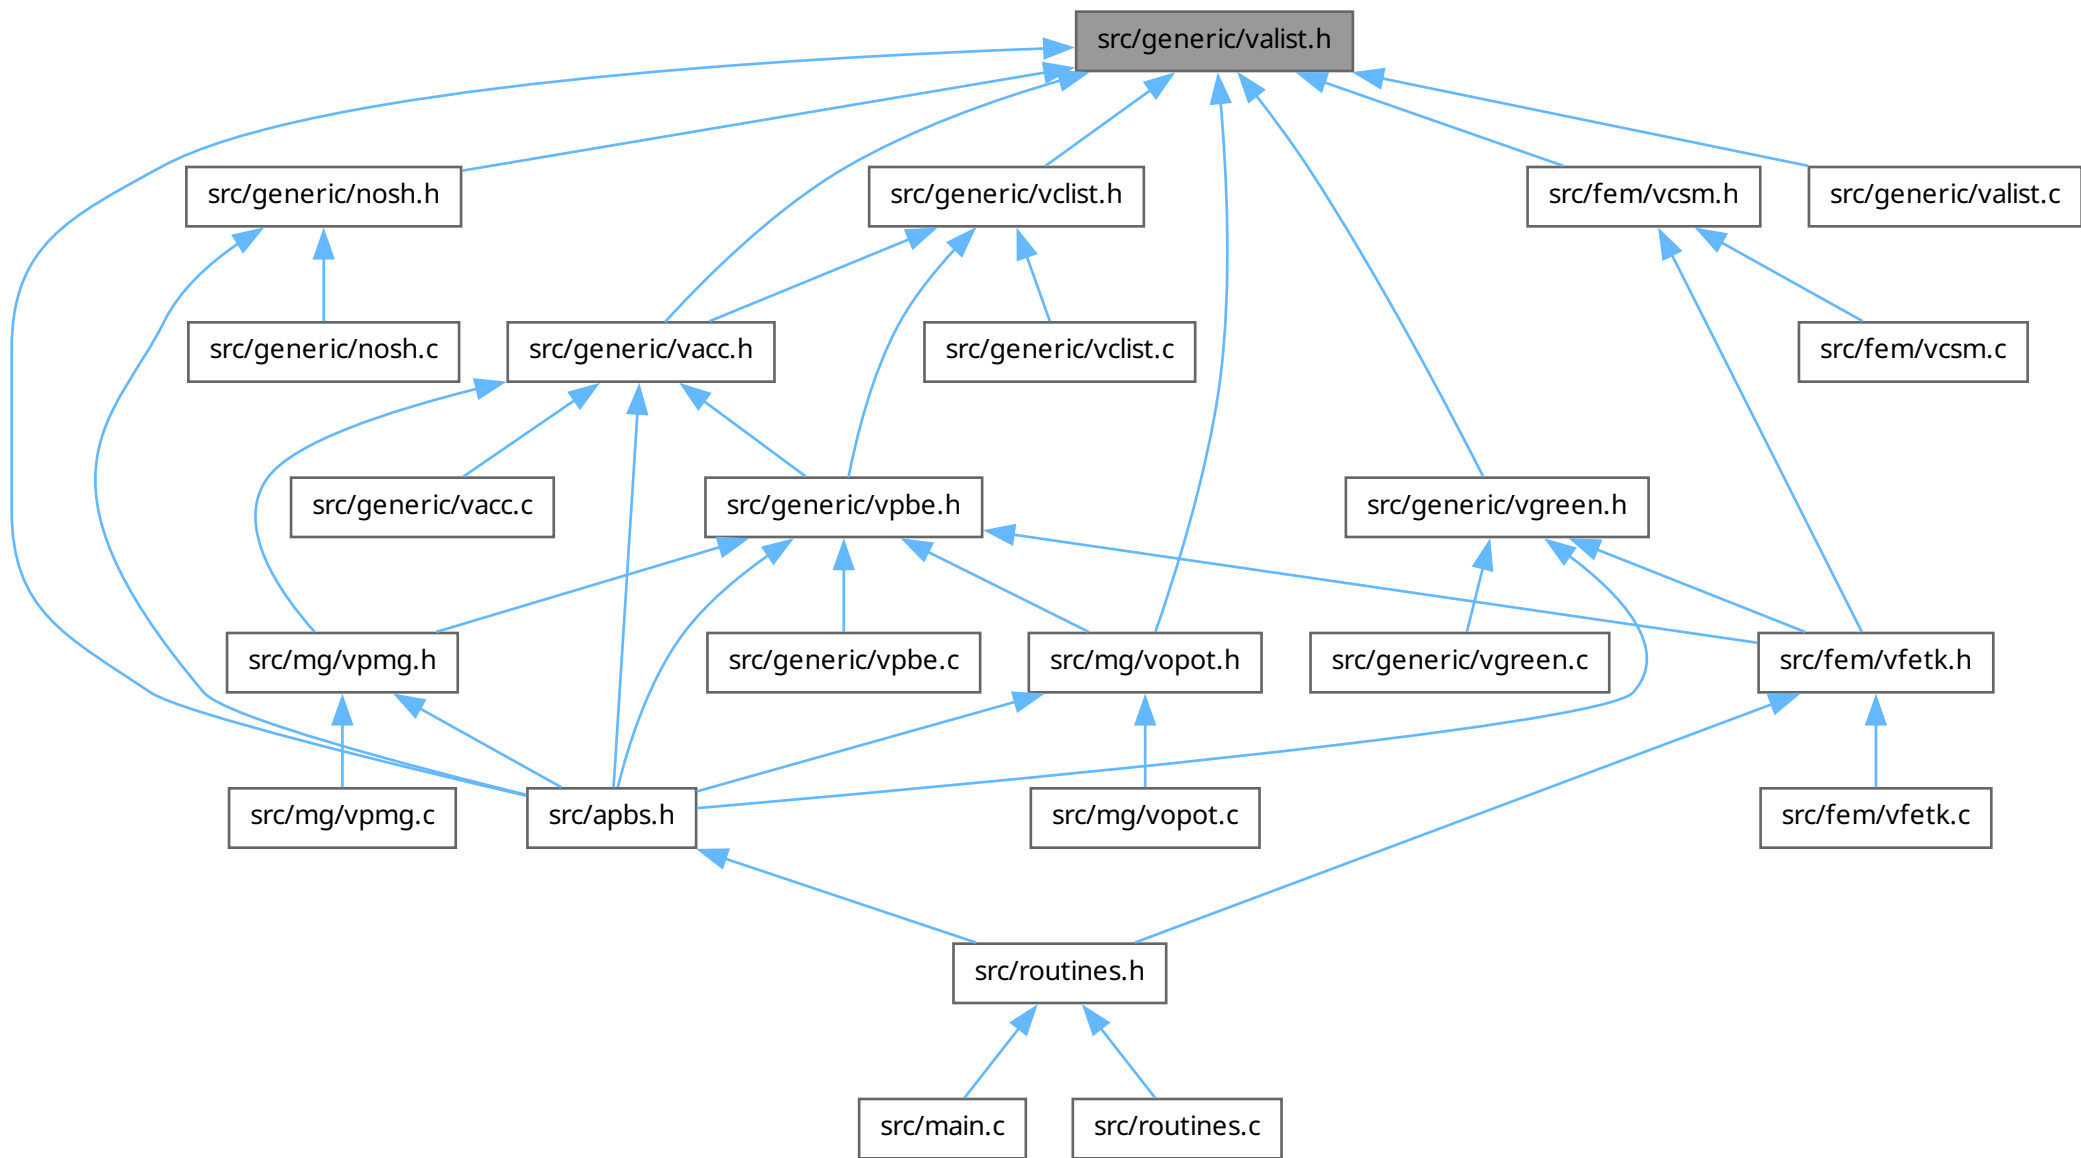 src/generic/valist.h
src/generic/nosh.h
src/generic/vclist.h
src/fem/vcsm.h
src/generic/valist.c
src/generic/nosh.c
src/generic/vacc.h
src/generic/vclist.c
src/fem/vcsm.c
src/generic/vacc.c
src/generic/vpbe.h
src/generic/vgreen.h
src/mg/vpmg.h
src/generic/vpbe.c
src/mg/vopot.h
src/generic/vgreen.c
src/fem/vfetk.h
src/mg/vpmg.c
src/apbs.h
src/mg/vopot.c
src/fem/vfetk.c
src/routines.h
src/main.c
src/routines.c